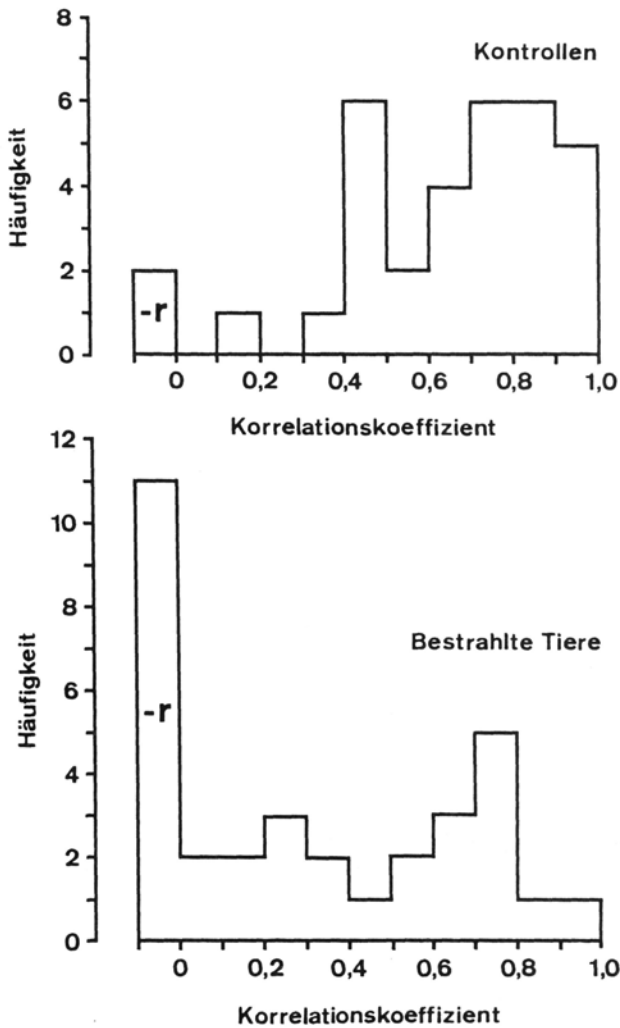 8
Kontrollen
6
Häufigkeit
4
2
-r
0
0 0,2 0,4 0,6 0,8 1,0
Korrelationskoeffizient
12
10
8
Bestrahlte Tiere
Häufigkeit
6
-r
4
2
0
0 0,2 0,4 0,6 0,8 1,0
Korrelationskoeffizient